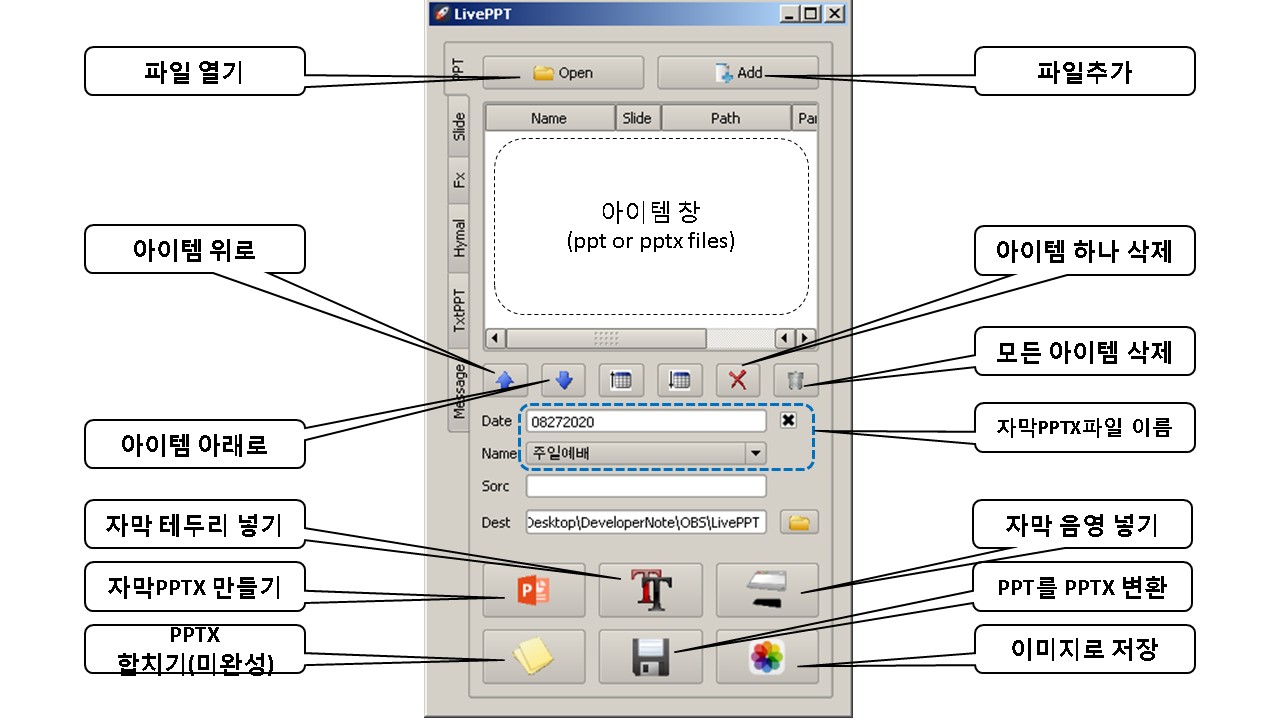 LivePPT
파일 열기
파일추가
PPT
Open
Add
Slide
Fx
Hymal
TxtPPT
Message
Name Slide Path Par
아이템 창
(ppt or pptx files)
아이템 위로
아이템 하나 삭제
모든 아이템 삭제
아이템 아래로
자막PPTX파일 이름
Date 08272020
Name 주일예배
Sorc
Dest Desktop\DeveloperNote\OBS\LivePPT
자막 테두리 넣기
자막 음영 넣기
자막PPTX 만들기
PPT를 PPTX 변환
PPTX
합치기(미완성)
이미지로 저장